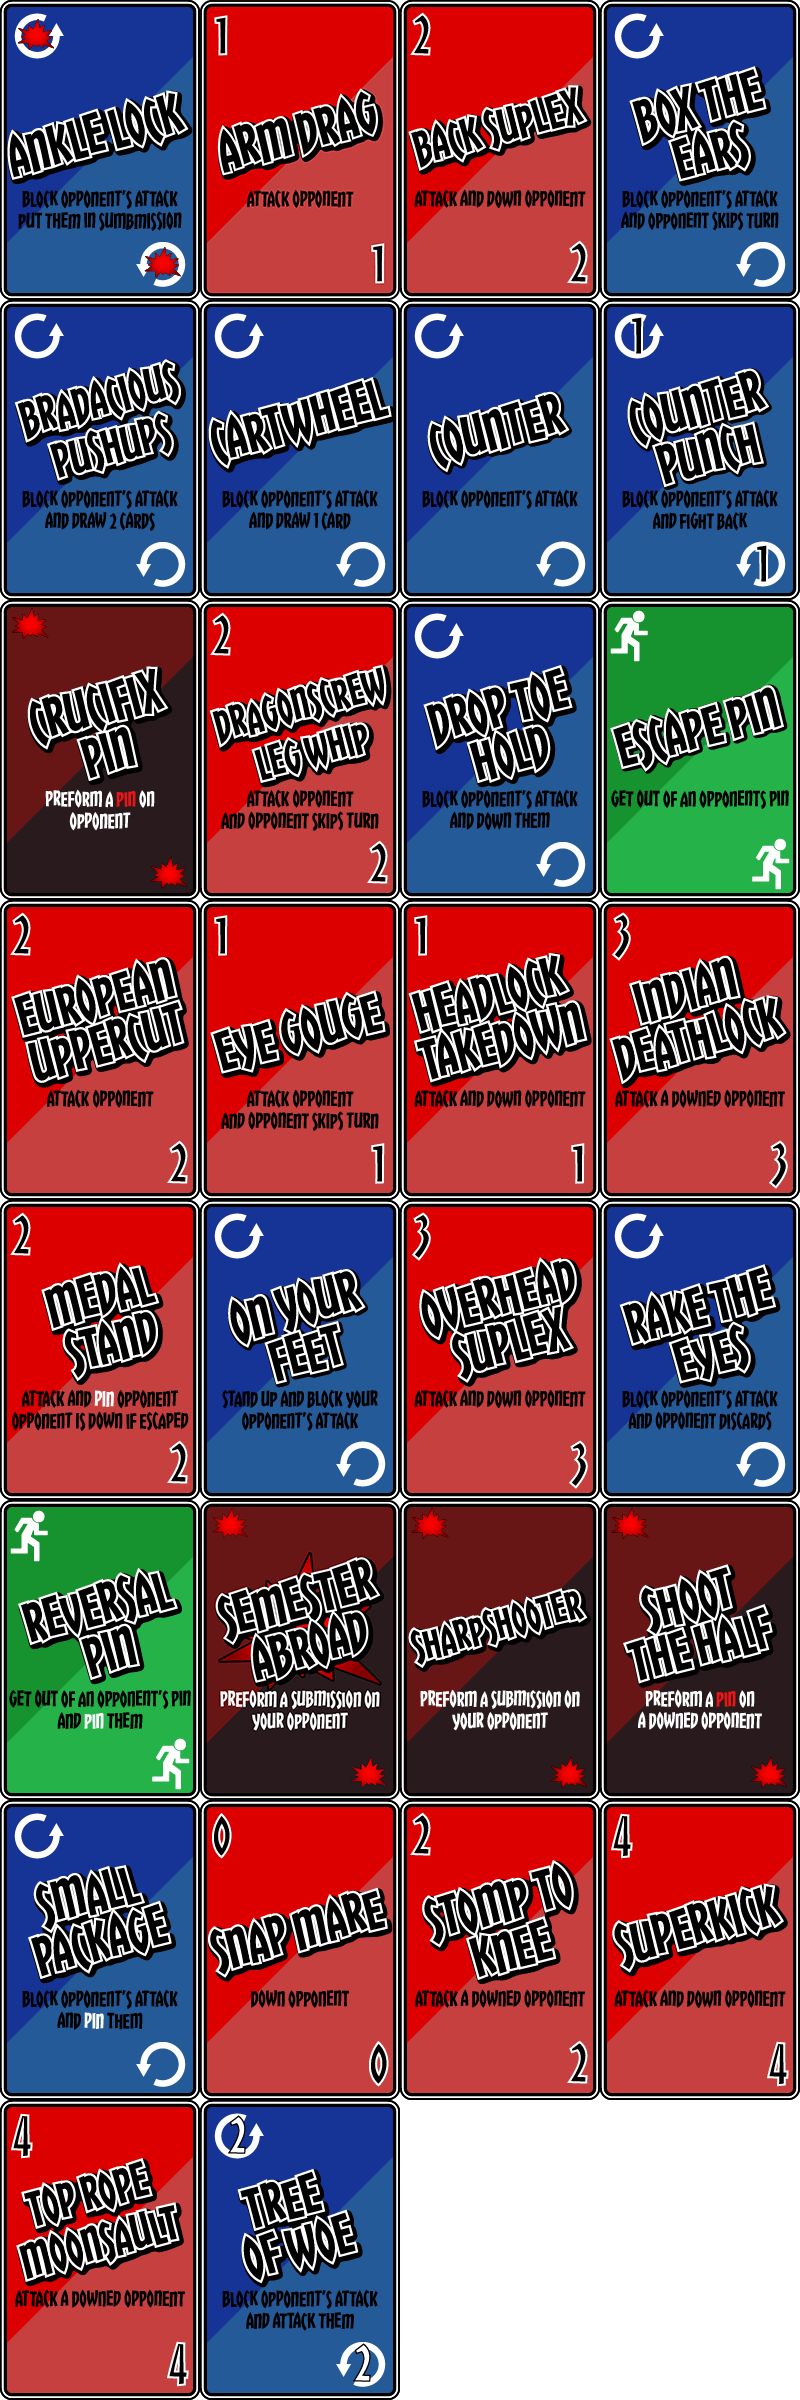 ANKLE LOCK
BLOCK OPPONENT'S ATTACK
PUT THEM IN SUMBMISSION
1
ARM DRAG
ATTACK OPPONENT
1
2
BACK SUPLEX
ATTACK AND DOWN OPPONENT
2
BOX THE
EARS
BLOCK OPPONENT'S ATTACK
AND OPPONENT SKIPS TURN
BRADACIOUS
PUSHUPS
BLOCK OPPONENT'S ATTACK
AND DRAW 2 CARDS
CARTWHEEL
BLOCK OPPONENT'S ATTACK
AND DRAW 1 CARD
COUNTER
BLOCK OPPONENT'S ATTACK
1
COUNTER
PUNCH
BLOCK OPPONENT'S ATTACK
AND FIGHT BACK
1
CRUCIFIX
PIN
PREFORM A PIN ON
OPPONENT
2
DRAGONSCREW
LEG WHIP
ATTACK OPPONENT
AND OPPONENT SKIPS TURN
2
DROP TOE
HOLD
BLOCK OPPONENT'S ATTACK
AND DOWN THEM
ESCAPE PIN
GET OUT OF AN OPPONENTS PIN
2
EUROPEAN
UPPERCUT
ATTACK OPPONENT
2
1
EYE GOUGE
ATTACK OPPONENT
AND OPPONENT SKIPS TURN
1
1
HEADLOCK
TAKEDOWN
ATTACK AND DOWN OPPONENT
1
3
INDIAN
DEATHLOCK
ATTACK A DOWNED OPPONENT
3
2
MEDAL
STAND
ATTACK AND PIN OPPONENT
OPPONENT IS DOWN IF ESCAPED
2
ON YOUR
FEET
STAND UP AND BLOCK YOUR
OPPONENT'S ATTACK
3
OVERHEAD
SUPLEX
ATTACK AND DOWN OPPONENT
3
RAKE THE
EYES
BLOCK OPPONENT'S ATTACK
AND OPPONENT DISCARDS
REVERSAL
PIN
GET OUT OF AN OPPONENT'S PIN
AND PIN THEM
SEMESTER
ABROAD
PREFORM A SUBMISSION ON
YOUR OPPONENT
SHARPSHOOTER
PREFORM A SUBMISSION ON
YOUR OPPONENT
SHOOT
THE HALF
PREFORM A PIN ON
A DOWNED OPPONENT
SMALL
PACKAGE
BLOCK OPPONENT'S ATTACK
AND PIN THEM
0
SNAP MARE
DOWN OPPONENT
0
2
STOMP TO
KNEE
ATTACK A DOWNED OPPONENT
2
4
SUPERKICK
ATTACK AND DOWN OPPONENT
4
4
TOP ROPE
MOONSAULT
ATTACK A DOWNED OPPONENT
4
2
TREE
OF WOE
BLOCK OPPONENT'S ATTACK
AND ATTACK THEM
2